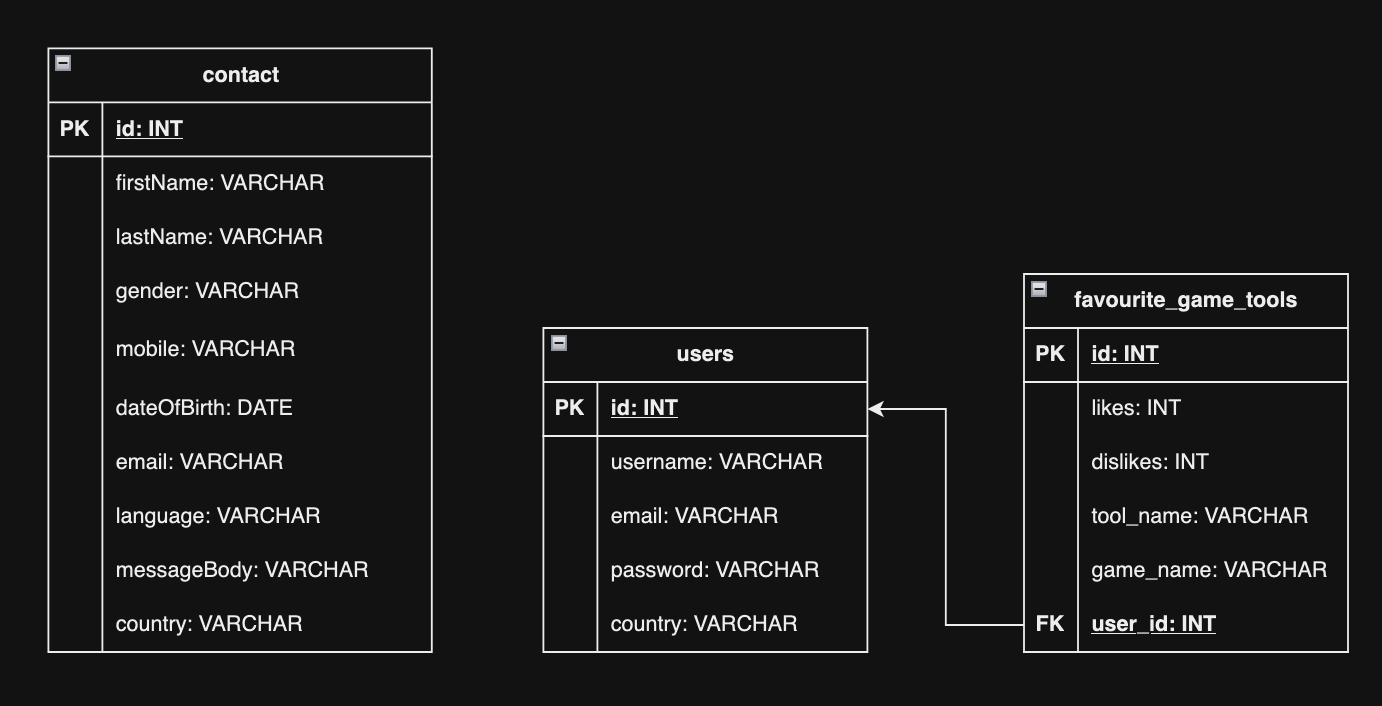 contact
PK id: INT
firstName: VARCHAR
lastName: VARCHAR
gender: VARCHAR
mobile: VARCHAR
dateOfBirth: DATE
email: VARCHAR
language: VARCHAR
messageBody: VARCHAR
country: VARCHAR
users
PK id: INT
username: VARCHAR
email: VARCHAR
password: VARCHAR
country: VARCHAR
favourite_game_tools
PK id: INT
likes: INT
dislikes: INT
tool_name: VARCHAR
game_name: VARCHAR
FK user_id: INT